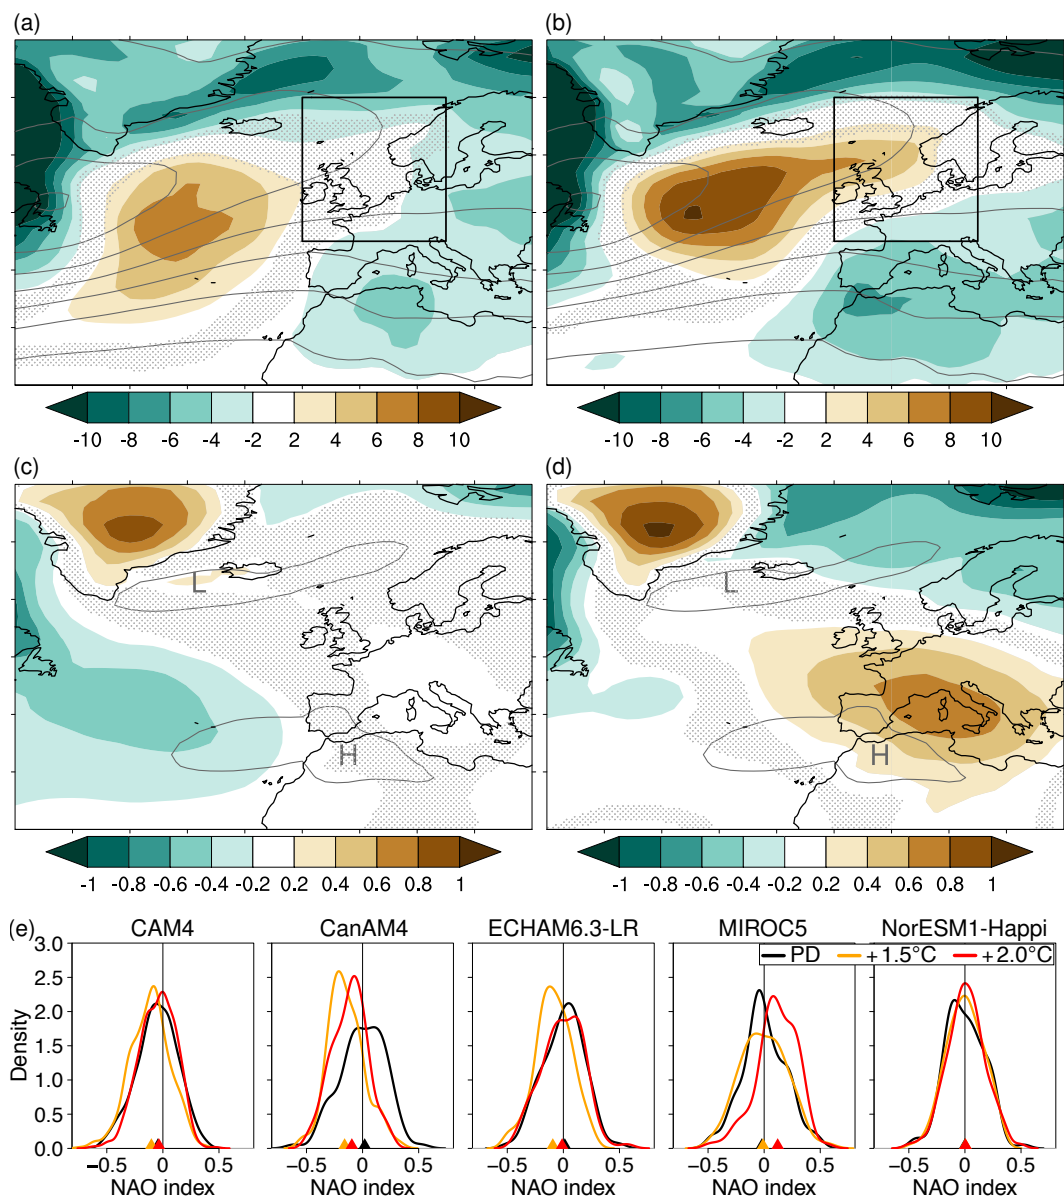 (a) (b)
-10 -8 -6 -4 -2 2 4 6 8 10 -10 -8 -6 -4 -2 2 4 6 8 10
(c) (d)
L L
H H
-1 -0.8 -0.6 -0.4 -0.2 0.2 0.4 0.6 0.8 1 -1 -0.8 -0.6 -0.4 -0.2 0.2 0.4 0.6 0.8 1
(e) CAM4 CanAM4 ECHAM6.3-LR MIROC5 NorESM1-Happi
PD +1.5°C +2.0°C
3.0
2.5
2.0
1.5
1.0
0.5
0.0
Density
−0.5 0 0.5 −0.5 0 0.5 −0.5 0 0.5 −0.5 0 0.5 −0.5 0 0.5
NAO index NAO index NAO index NAO index NAO index